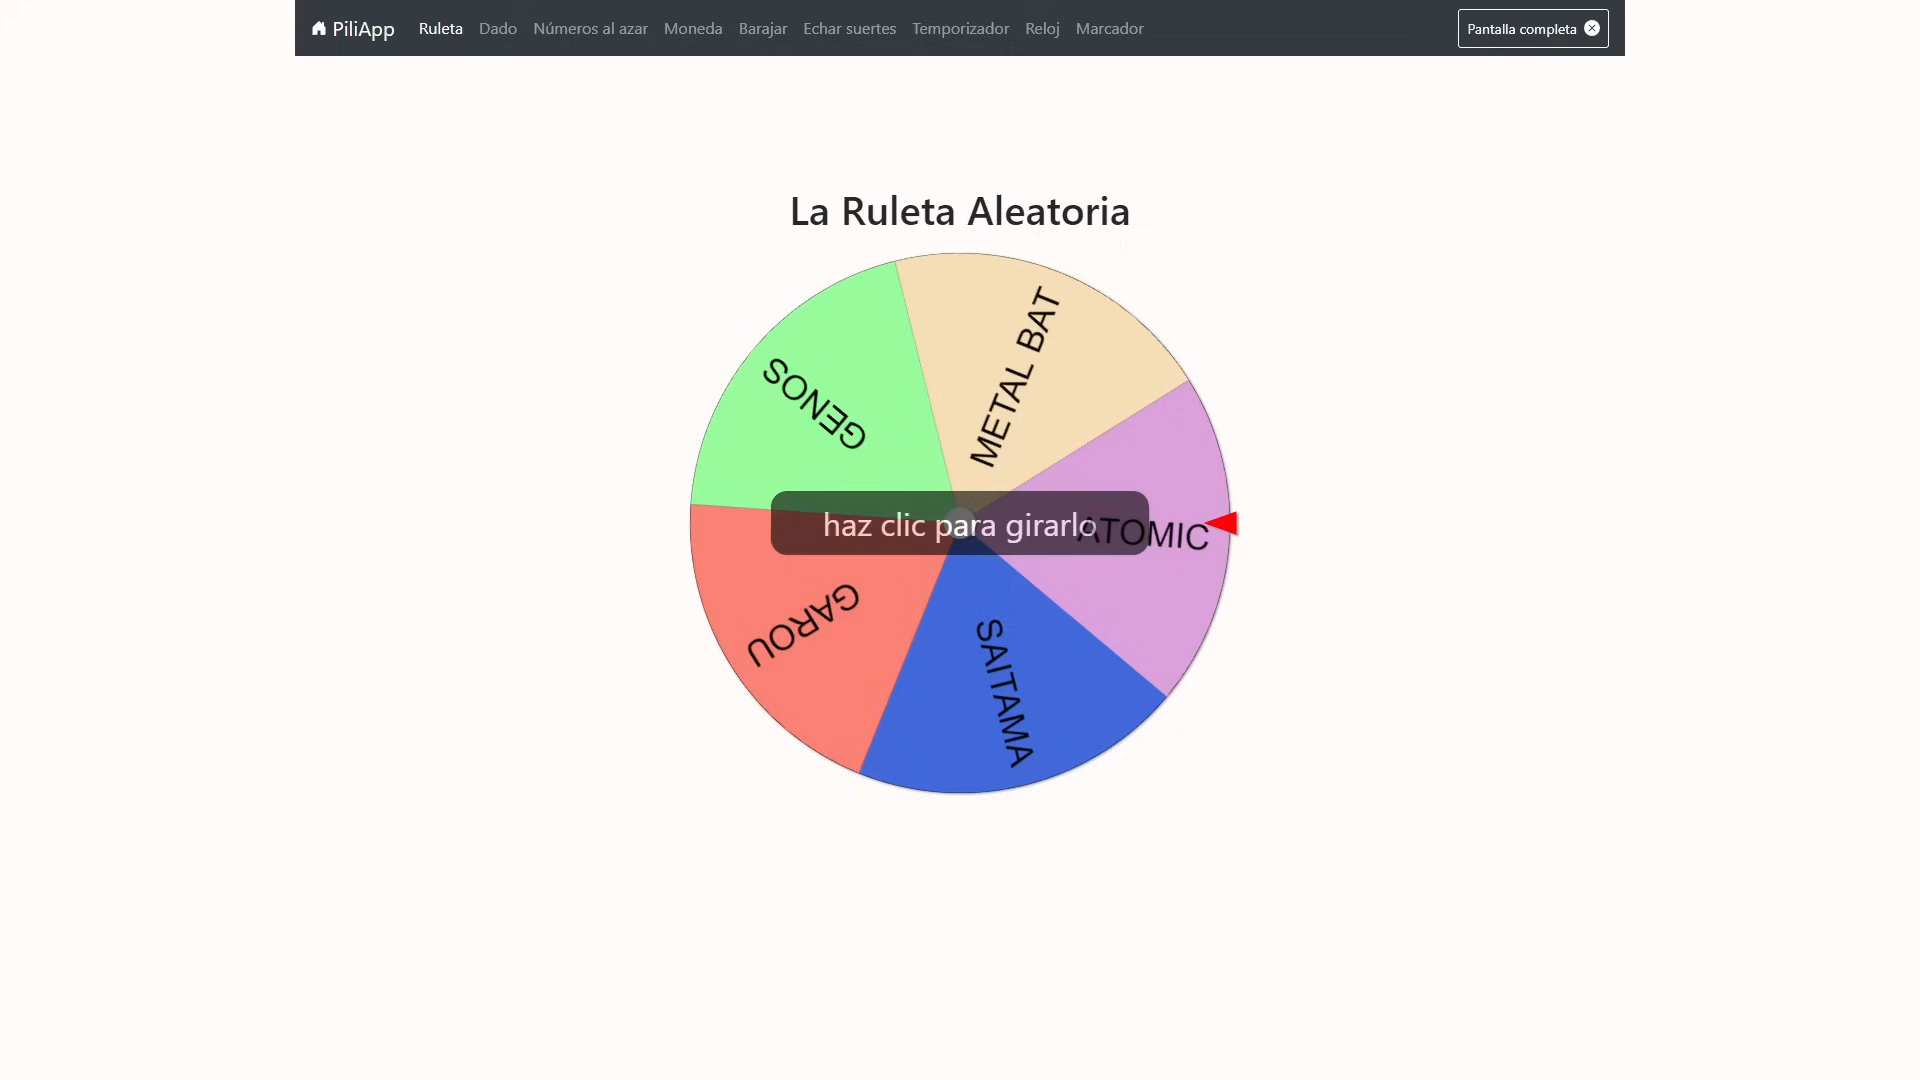 PiliApp Ruleta Dado Números al azar Moneda Barajar Echar suertes Temporizador Reloj Marcador Pantalla completa
La Ruleta Aleatoria
METAL BAT
GENOS
haz clic para girarlo
ATOMIC
GAROU
SAITAMA